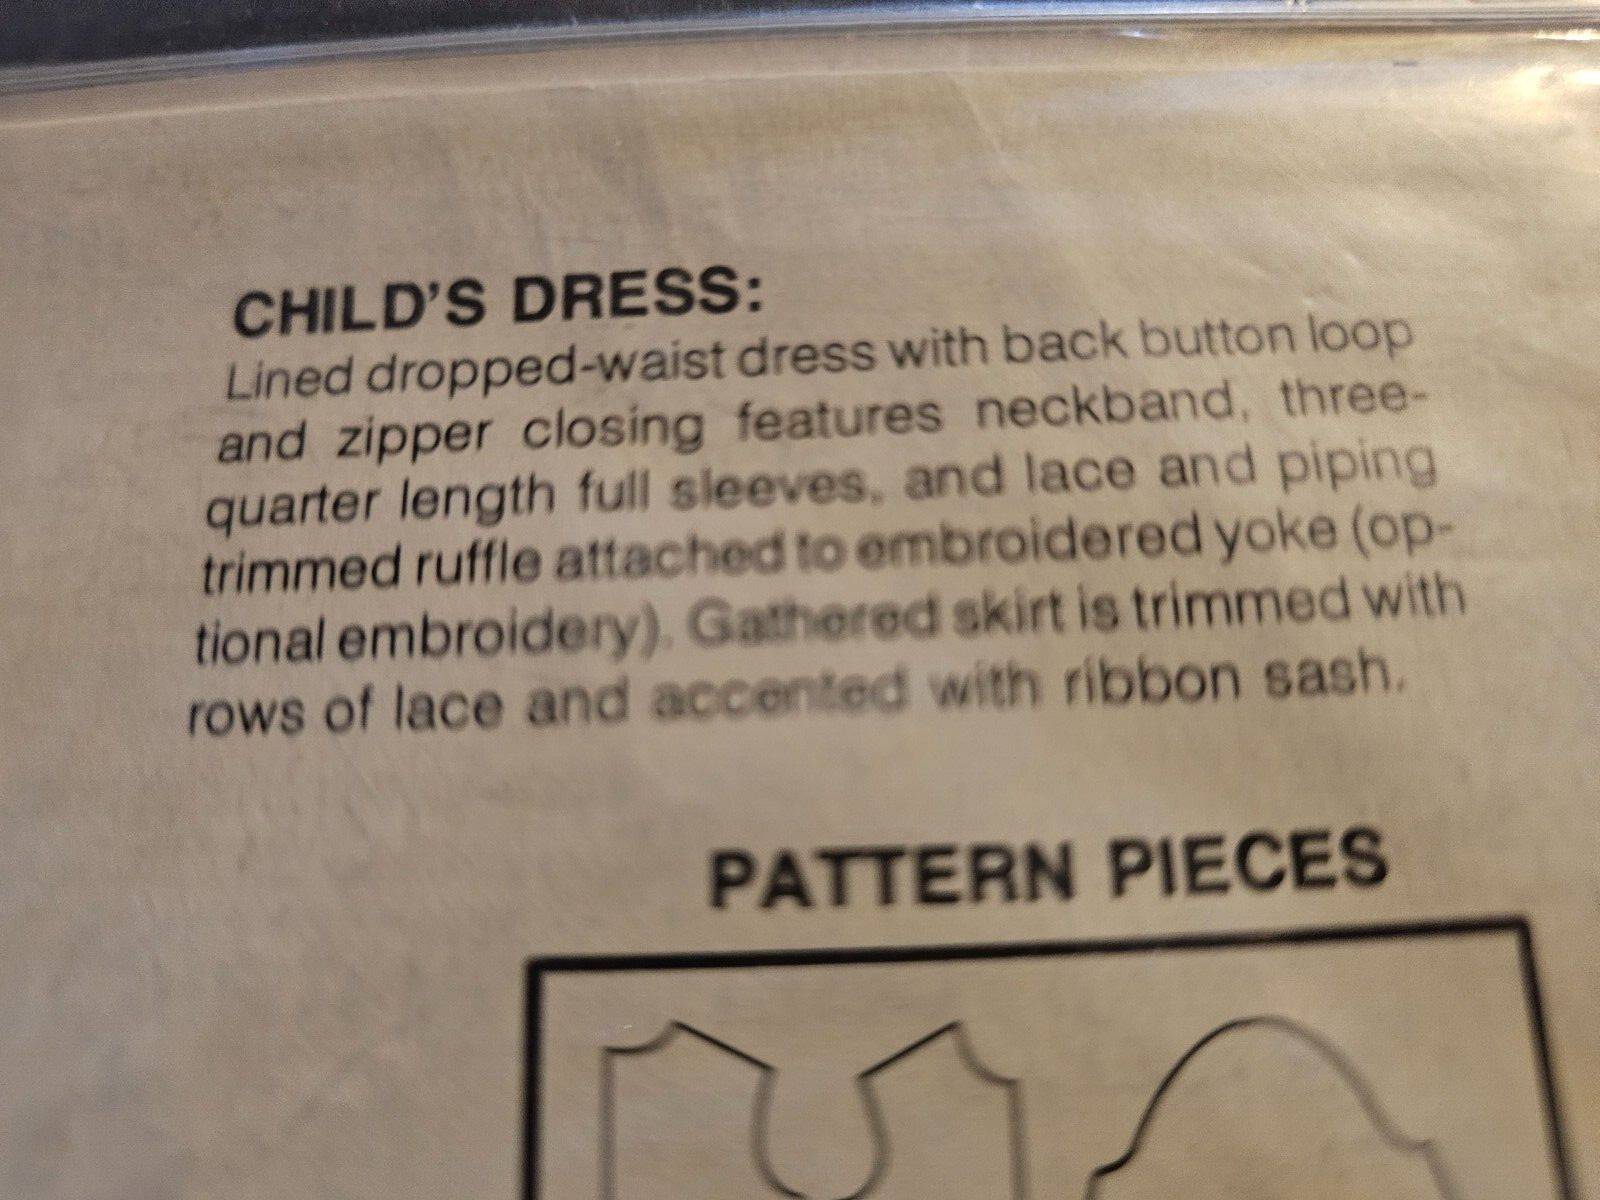 CHILD'S DRESS:
Lined dropped-waist dress with back button loop
and zipper closing features neckband, three-
quarter length full sleeves, and lace and piping
trimmed ruffle attached to embroidered yoke (op-
tional embroidery). Gathered skirt is trimmed with
rows of lace and accented with ribbon sash.
PATTERN PIECES